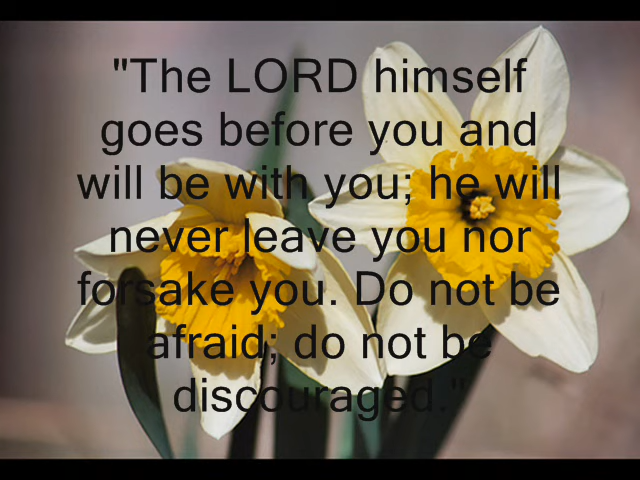 "The LORD himself
goes before you and
will be with you; he will
never leave you nor
forsake you. Do not be
afraid; do not be
discouraged."